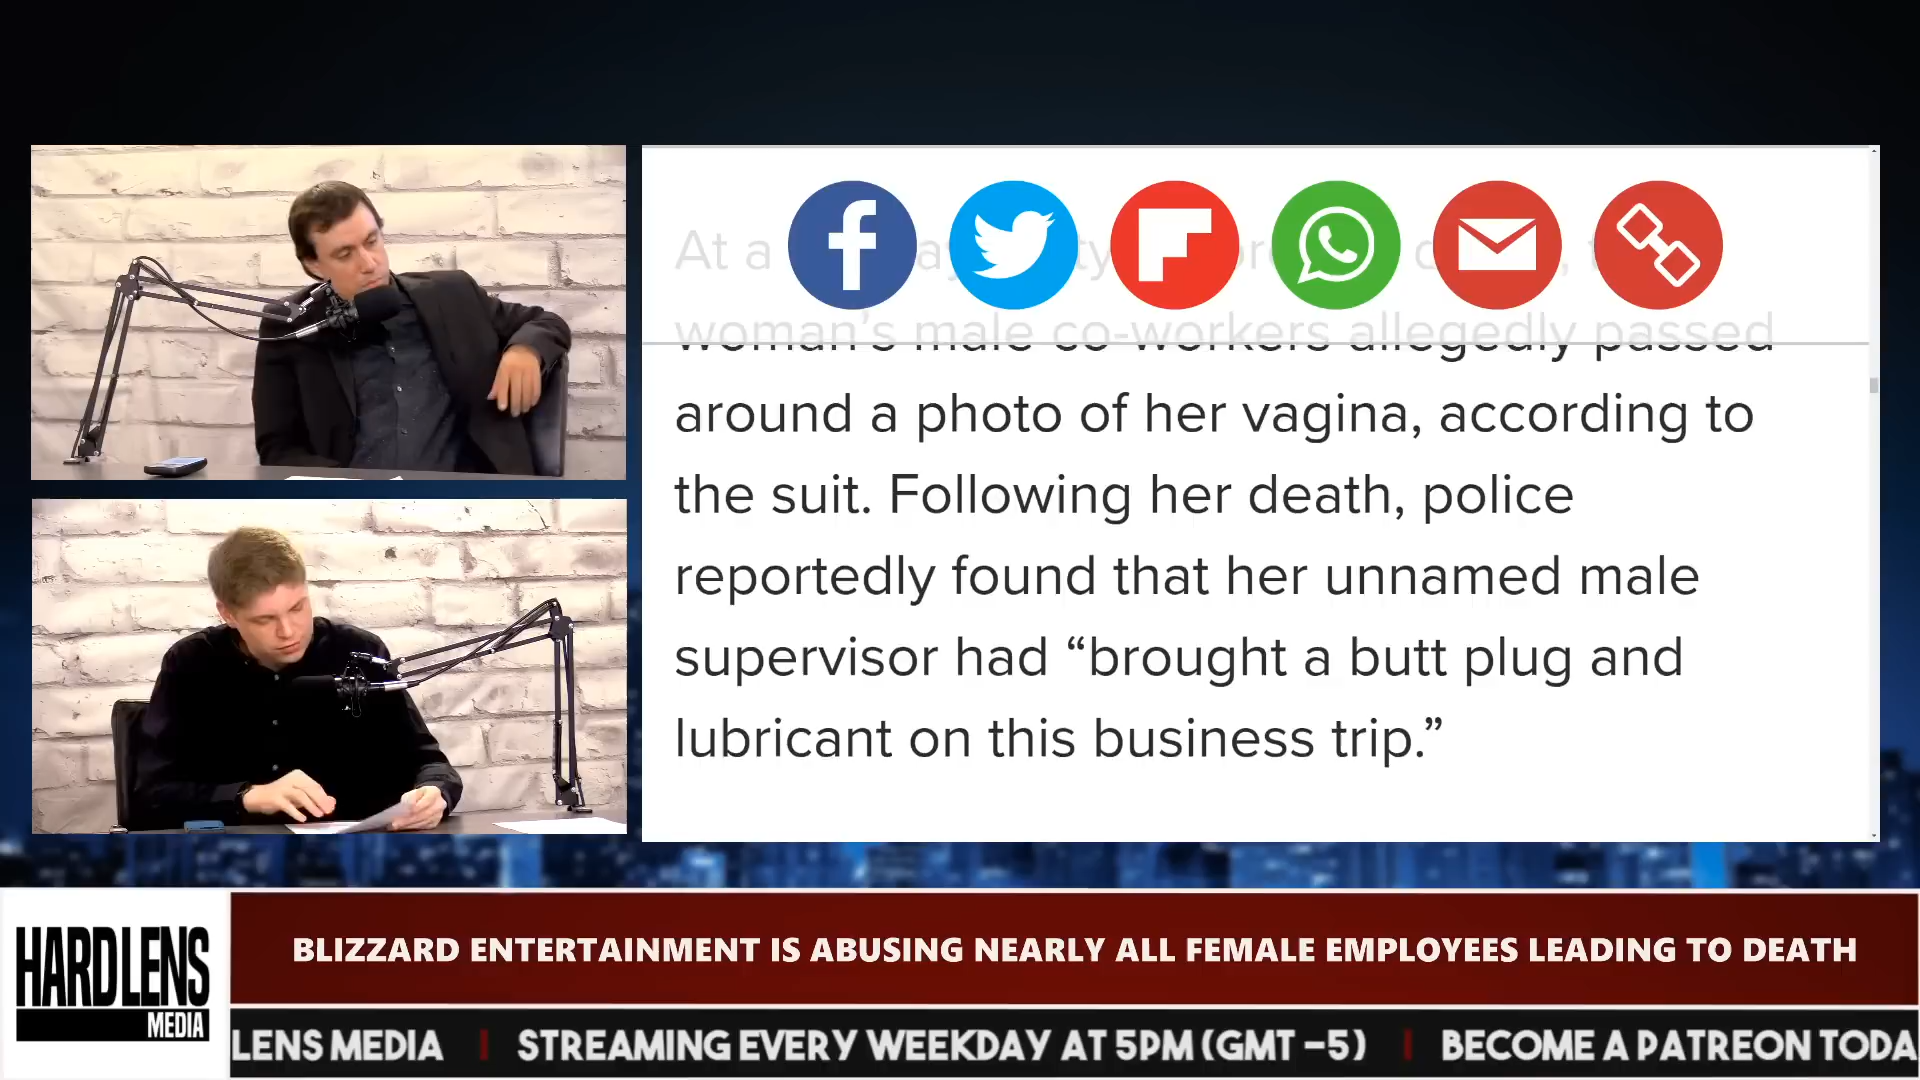 At a
woman's male co-workers allegedly passed
around a photo of her vagina, according to
the suit. Following her death, police
reportedly found that her unnamed male
supervisor had “brought a butt plug and
lubricant on this business trip.”
HARD LENS
MEDIA
BLIZZARD ENTERTAINMENT IS ABUSING NEARLY ALL FEMALE EMPLOYEES LEADING TO DEATH
LENS MEDIA | STREAMING EVERY WEEKDAY AT 5PM (GMT -5) | BECOME A PATREON TODA